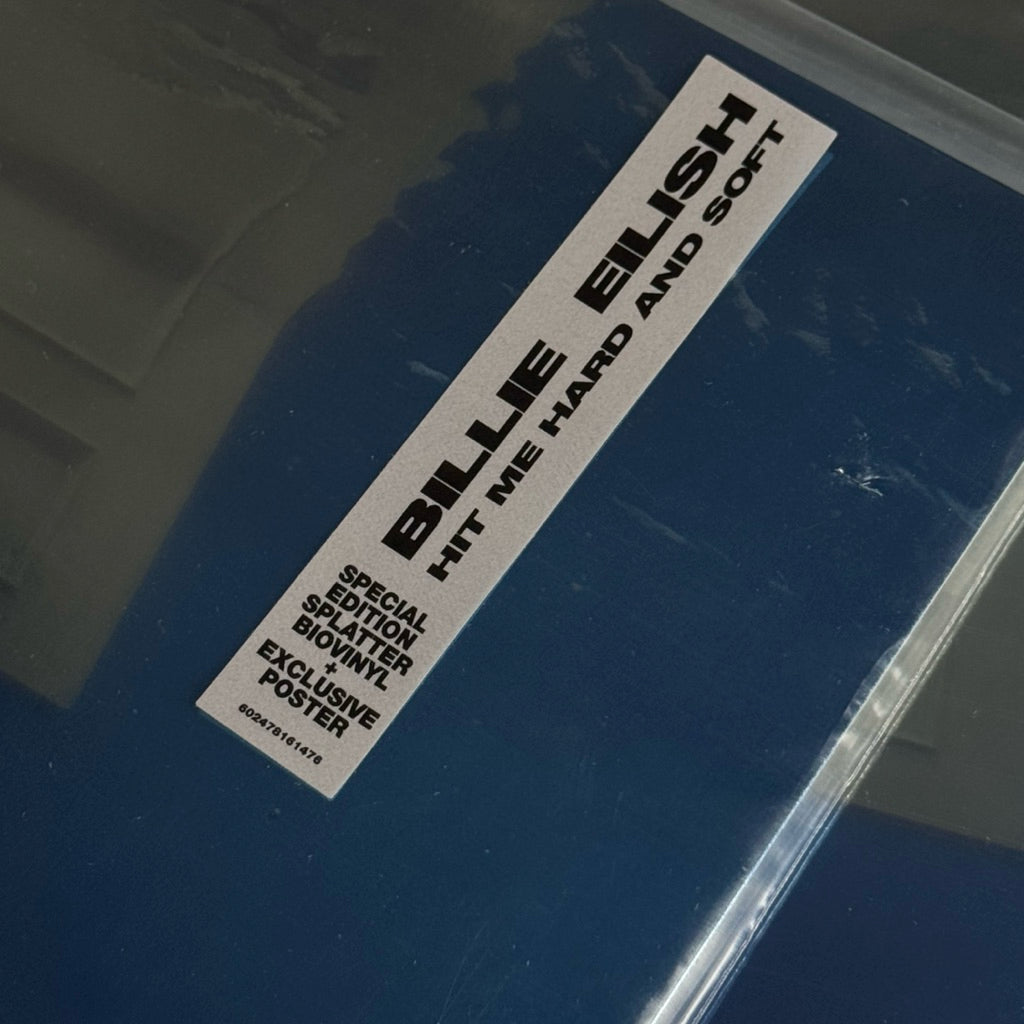 BILLIE EILISH
HIT ME HARD AND SOFT
SPECIAL
EDITION
SPLATTER
BIOVINYL
+
EXCLUSIVE
POSTER
602478161476